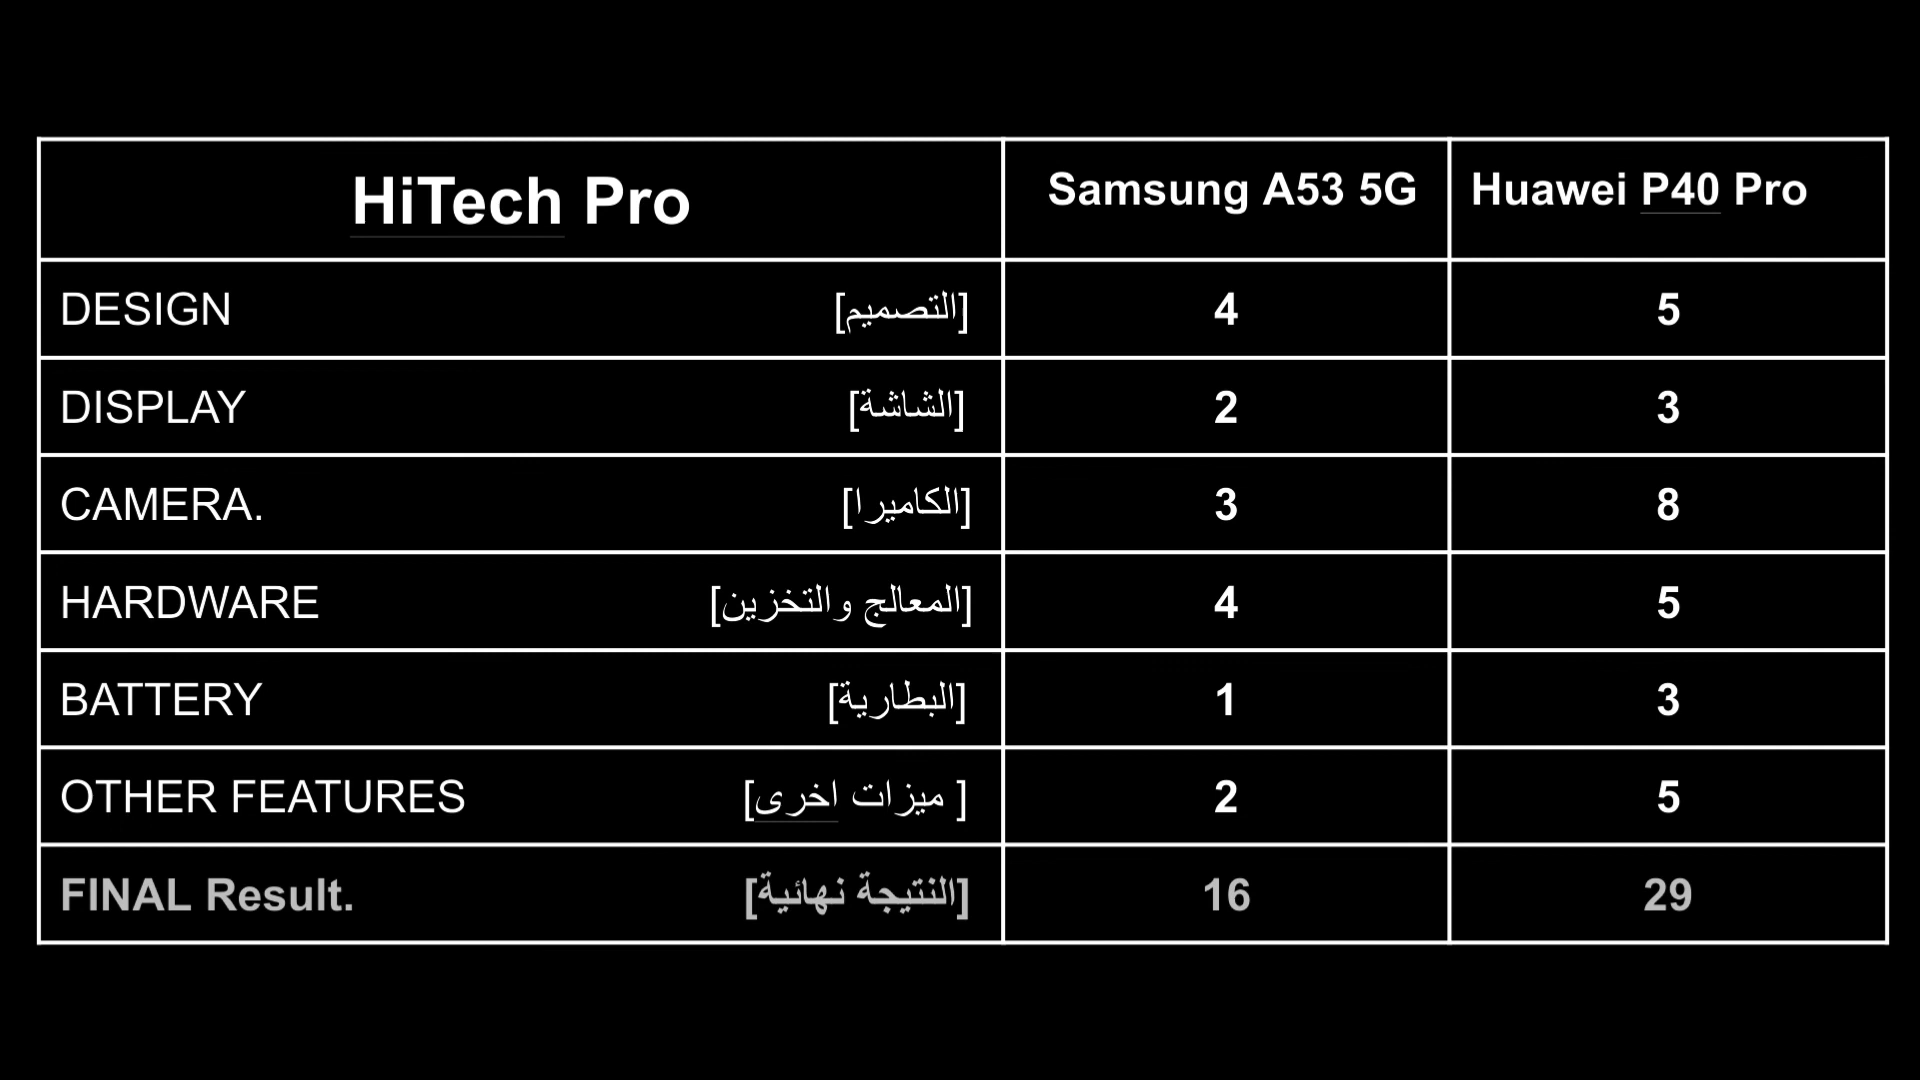 HiTech Pro Samsung A53 5G Huawei P40 Pro
DESIGN [التصميم] 4 5
DISPLAY [الشاشة] 2 3
CAMERA. [الكاميرا] 3 8
HARDWARE [المعالج والتخزين] 4 5
BATTERY [البطارية] 1 3
OTHER FEATURES [ ميزات اخرى] 2 5
FINAL Result. [النتيجة نهائية] 16 29